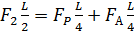 F₂ L/2 = F_P L/4 + F_A L/4